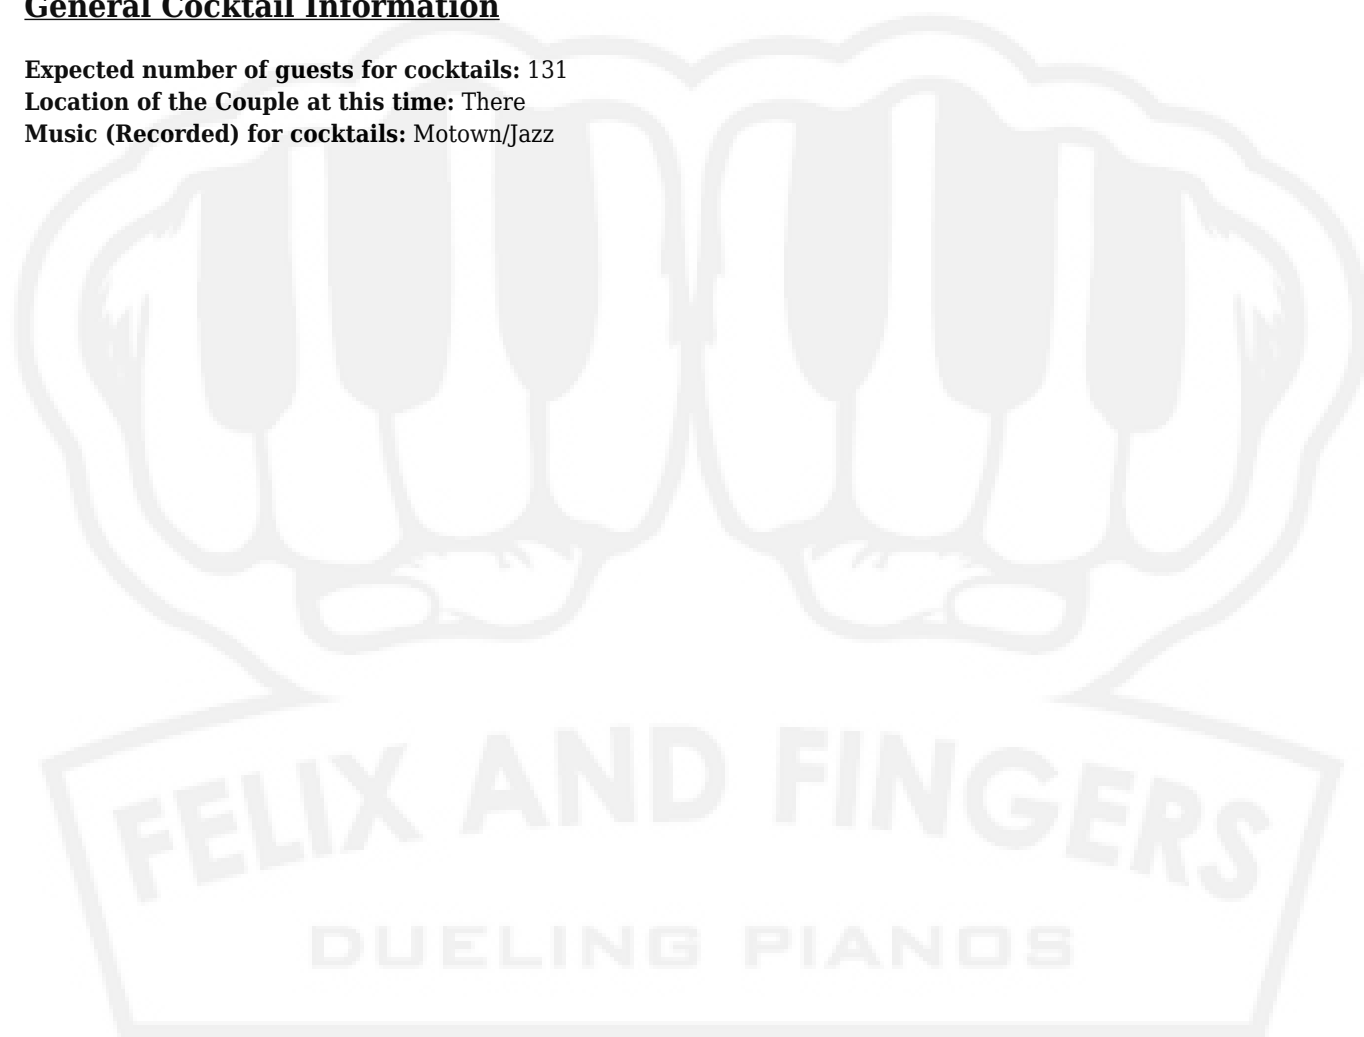 General Cocktail Information
Expected number of guests for cocktails: 131
Location of the Couple at this time: There
Music (Recorded) for cocktails: Motown/Jazz
FELIX AND FINGERS
DUELING PIANOS